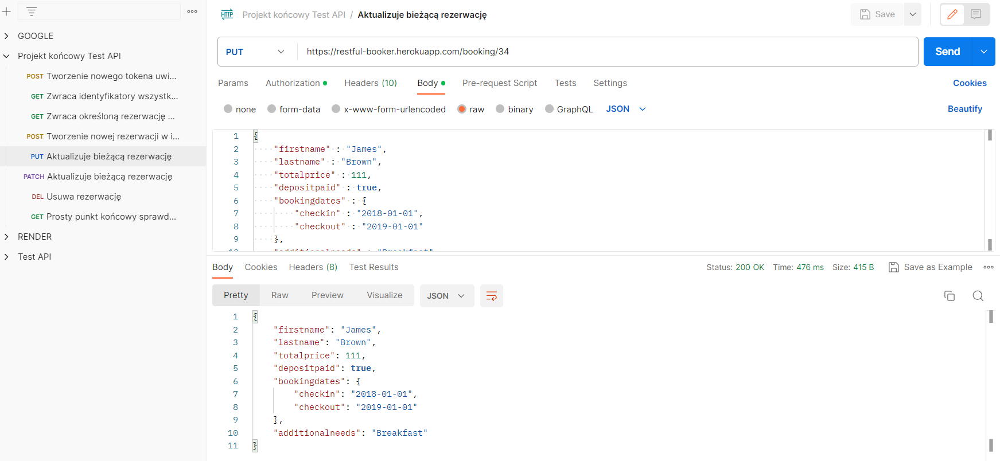 GOOGLE
Projekt końcowy Test API
POST Tworzenie nowego tokena uwi...
GET Zwraca identyfikatory wszystk...
GET Zwraca określoną rezerwację ...
POST Tworzenie nowej rezerwacji w i...
PUT Aktualizuje bieżącą rezerwację
PATCH Aktualizuje bieżącą rezerwację
DEL Usuwa rezerwację
GET Prosty punkt końcowy sprawd...
RENDER
Test API
HTTP Projekt końcowy Test API / Aktualizuje bieżącą rezerwację
Save
PUT https://restful-booker.herokuapp.com/booking/34 Send
Params Authorization Headers (10) Body Pre-request Script Tests Settings Cookies
none form-data x-www-form-urlencoded raw binary GraphQL JSON Beautify
1 {
2 "firstname" : "James",
3 "lastname" : "Brown",
4 "totalprice" : 111,
5 "depositpaid" : true,
6 "bookingdates" : {
7 "checkin" : "2018-01-01",
8 "checkout" : "2019-01-01"
9 },
10 "additionalneeds" : "Breakfast"
Body Cookies Headers (8) Test Results Status: 200 OK Time: 476 ms Size: 415 B Save as Example
Pretty Raw Preview Visualize JSON
1 {
2 "firstname": "James",
3 "lastname": "Brown",
4 "totalprice": 111,
5 "depositpaid": true,
6 "bookingdates": {
7 "checkin": "2018-01-01",
8 "checkout": "2019-01-01"
9 },
10 "additionalneeds": "Breakfast"
11 }